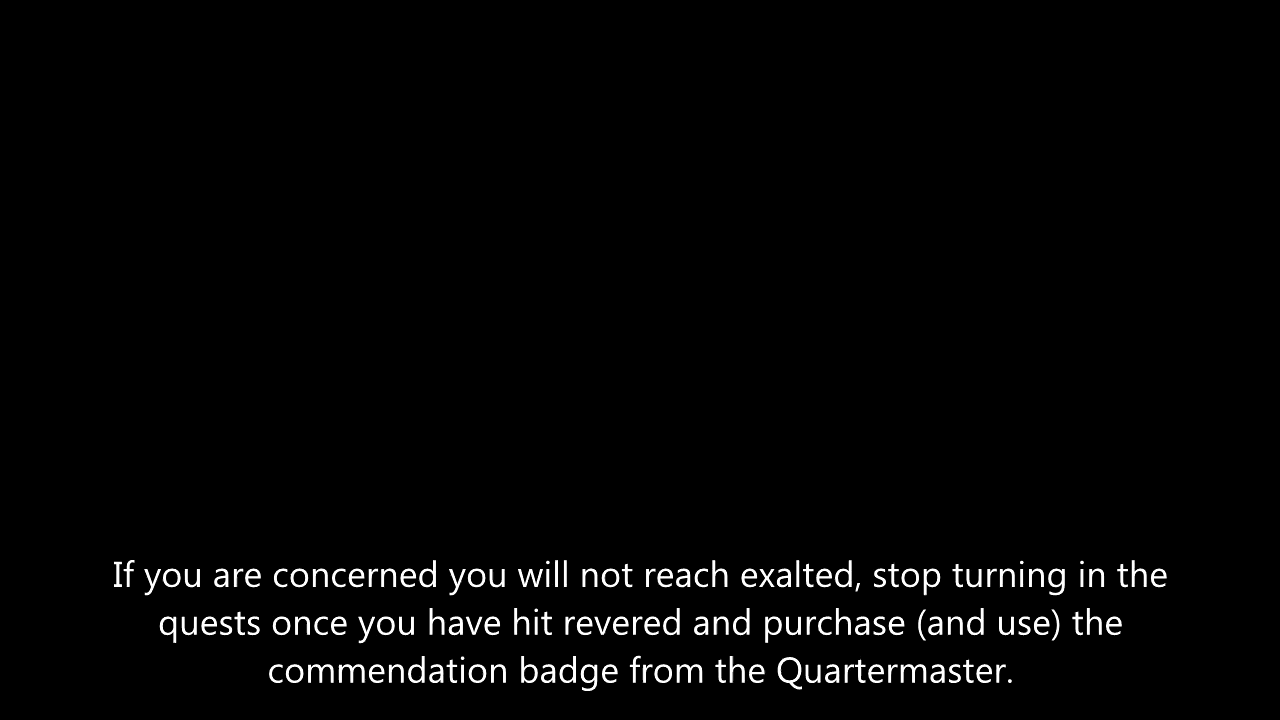 If you are concerned you will not reach exalted, stop turning in the
quests once you have hit revered and purchase (and use) the
commendation badge from the Quartermaster.